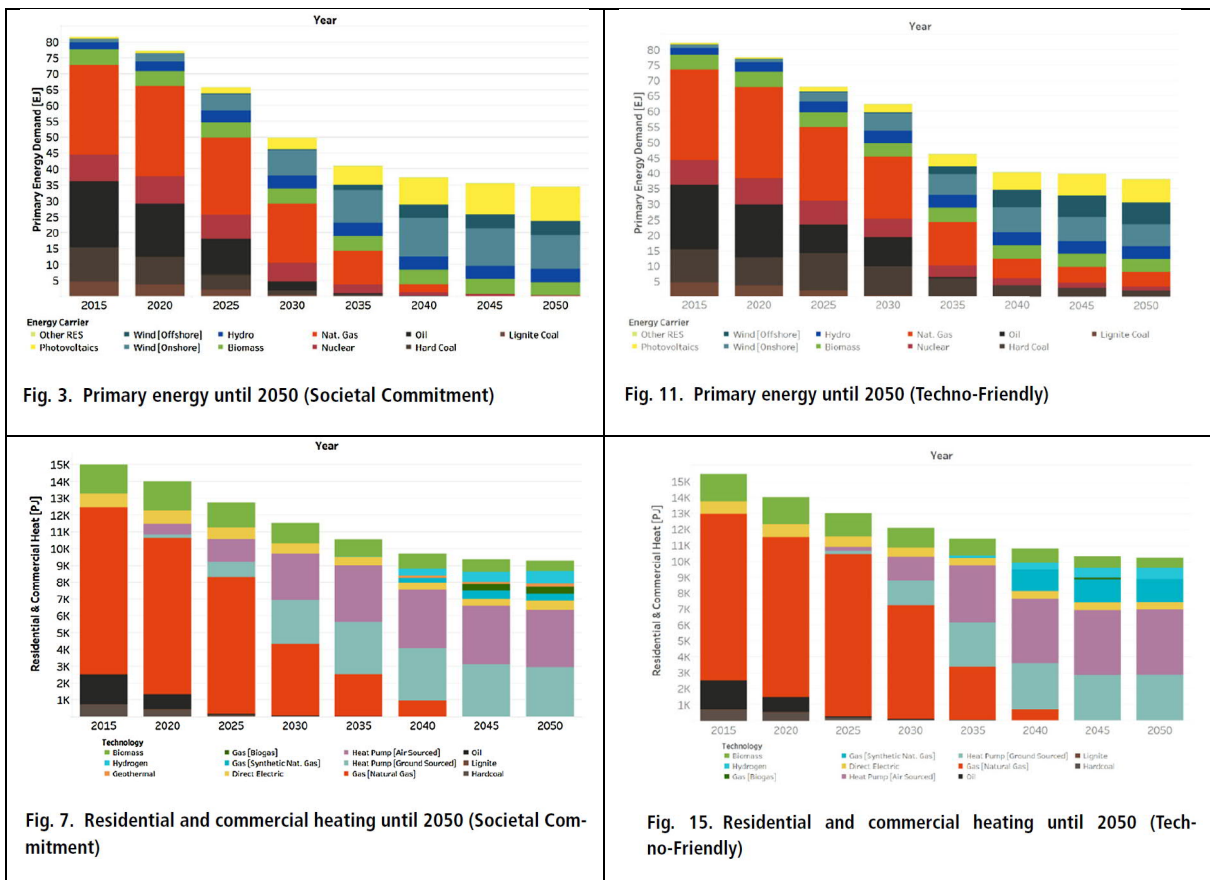 Year
Primary Energy Demand [EJ]
80
75
70
65
60
55
50
45
40
35
30
25
20
15
10
5
2015 2020 2025 2030 2035 2040 2045 2050
Energy Carrier
Other RES Wind [Offshore] Hydro Nat. Gas Oil Lignite Coal
Photovoltaics Wind [Onshore] Biomass Nuclear Hard Coal
Fig. 3. Primary energy until 2050 (Societal Commitment)
Year
Primary Energy Demand [EJ]
80
75
70
65
60
55
50
45
40
35
30
25
20
15
10
5
2015 2020 2025 2030 2035 2040 2045 2050
Energy Carrier
Other RES Wind [Offshore] Hydro Nat. Gas Oil Lignite Coal
Photovoltaics Wind [Onshore] Biomass Nuclear Hard Coal
Fig. 11. Primary energy until 2050 (Techno-Friendly)
Year
Residential & Commercial Heat [PJ]
15K
14K
13K
12K
11K
10K
9K
8K
7K
6K
5K
4K
3K
2K
1K
2015 2020 2025 2030 2035 2040 2045 2050
Technology
Biomass Gas [Biogas] Heat Pump [Air Sourced] Oil
Hydrogen Gas [Synthetic Nat. Gas] Heat Pump [Ground Sourced] Lignite
Geothermal Direct Electric Gas [Natural Gas] Hardcoal
Fig. 7. Residential and commercial heating until 2050 (Societal Com-
mitment)
Year
Residential & Commercial Heat [PJ]
15K
14K
13K
12K
11K
10K
9K
8K
7K
6K
5K
4K
3K
2K
1K
2015 2020 2025 2030 2035 2040 2045 2050
Technology
Biomass Gas [Synthetic Nat. Gas] Heat Pump [Ground Sourced] Lignite
Hydrogen Direct Electric Gas [Natural Gas] Hardcoal
Gas [Biogas] Heat Pump [Air Sourced] Oil
Fig. 15. Residential and commercial heating until 2050 (Tech-
no-Friendly)